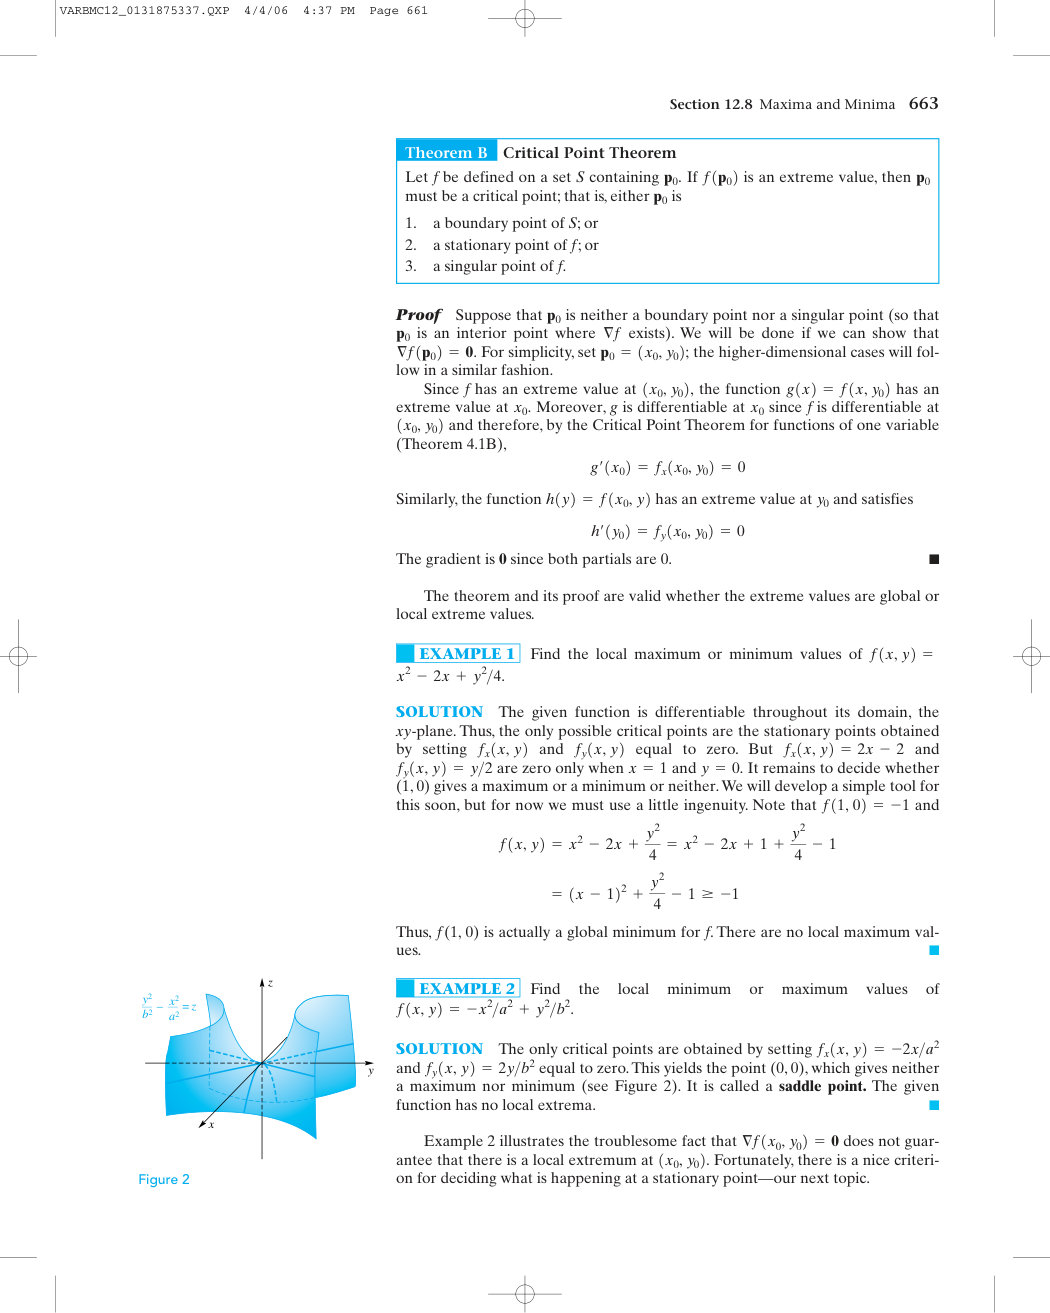 VARBMC12_0131875337.QXP 4/4/06 4:37 PM Page 661
Section 12.8 Maxima and Minima 663
Theorem B Critical Point Theorem
Let f be defined on a set S containing p₀. If f(p₀) is an extreme value, then p₀
must be a critical point; that is, either p₀ is
1. a boundary point of S; or
2. a stationary point of f; or
3. a singular point of f.
Proof Suppose that p₀ is neither a boundary point nor a singular point (so that
p₀ is an interior point where ∇f exists). We will be done if we can show that
∇f(p₀) = 0. For simplicity, set p₀ = (x₀, y₀); the higher-dimensional cases will fol-
low in a similar fashion.
Since f has an extreme value at (x₀, y₀), the function g(x) = f(x, y₀) has an
extreme value at x₀. Moreover, g is differentiable at x₀ since f is differentiable at
(x₀, y₀) and therefore, by the Critical Point Theorem for functions of one variable
(Theorem 4.1B),
g′(x₀) = fₓ(x₀, y₀) = 0
Similarly, the function h(y) = f(x₀, y) has an extreme value at y₀ and satisfies
h′(y₀) = f_y(x₀, y₀) = 0
The gradient is 0 since both partials are 0. ■
The theorem and its proof are valid whether the extreme values are global or
local extreme values.
EXAMPLE 1 Find the local maximum or minimum values of f(x, y) =
x² − 2x + y²/4.
SOLUTION The given function is differentiable throughout its domain, the
xy-plane. Thus, the only possible critical points are the stationary points obtained
by setting fₓ(x, y) and f_y(x, y) equal to zero. But fₓ(x, y) = 2x − 2 and
f_y(x, y) = y/2 are zero only when x = 1 and y = 0. It remains to decide whether
(1, 0) gives a maximum or a minimum or neither. We will develop a simple tool for
this soon, but for now we must use a little ingenuity. Note that f(1, 0) = −1 and
f(x, y) = x² − 2x + y²/4 = x² − 2x + 1 + y²/4 − 1
= (x − 1)² + y²/4 − 1 ≥ −1
Thus, f(1, 0) is actually a global minimum for f. There are no local maximum val-
ues. ■
EXAMPLE 2 Find the local minimum or maximum values of
f(x, y) = −x²/a² + y²/b².
SOLUTION The only critical points are obtained by setting fₓ(x, y) = −2x/a²
and f_y(x, y) = 2y/b² equal to zero. This yields the point (0, 0), which gives neither
a maximum nor minimum (see Figure 2). It is called a saddle point. The given
function has no local extrema. ■
Example 2 illustrates the troublesome fact that ∇f(x₀, y₀) = 0 does not guar-
antee that there is a local extremum at (x₀, y₀). Fortunately, there is a nice criteri-
on for deciding what is happening at a stationary point—our next topic.
z
y²/b² − x²/a² = z
y
x
Figure 2